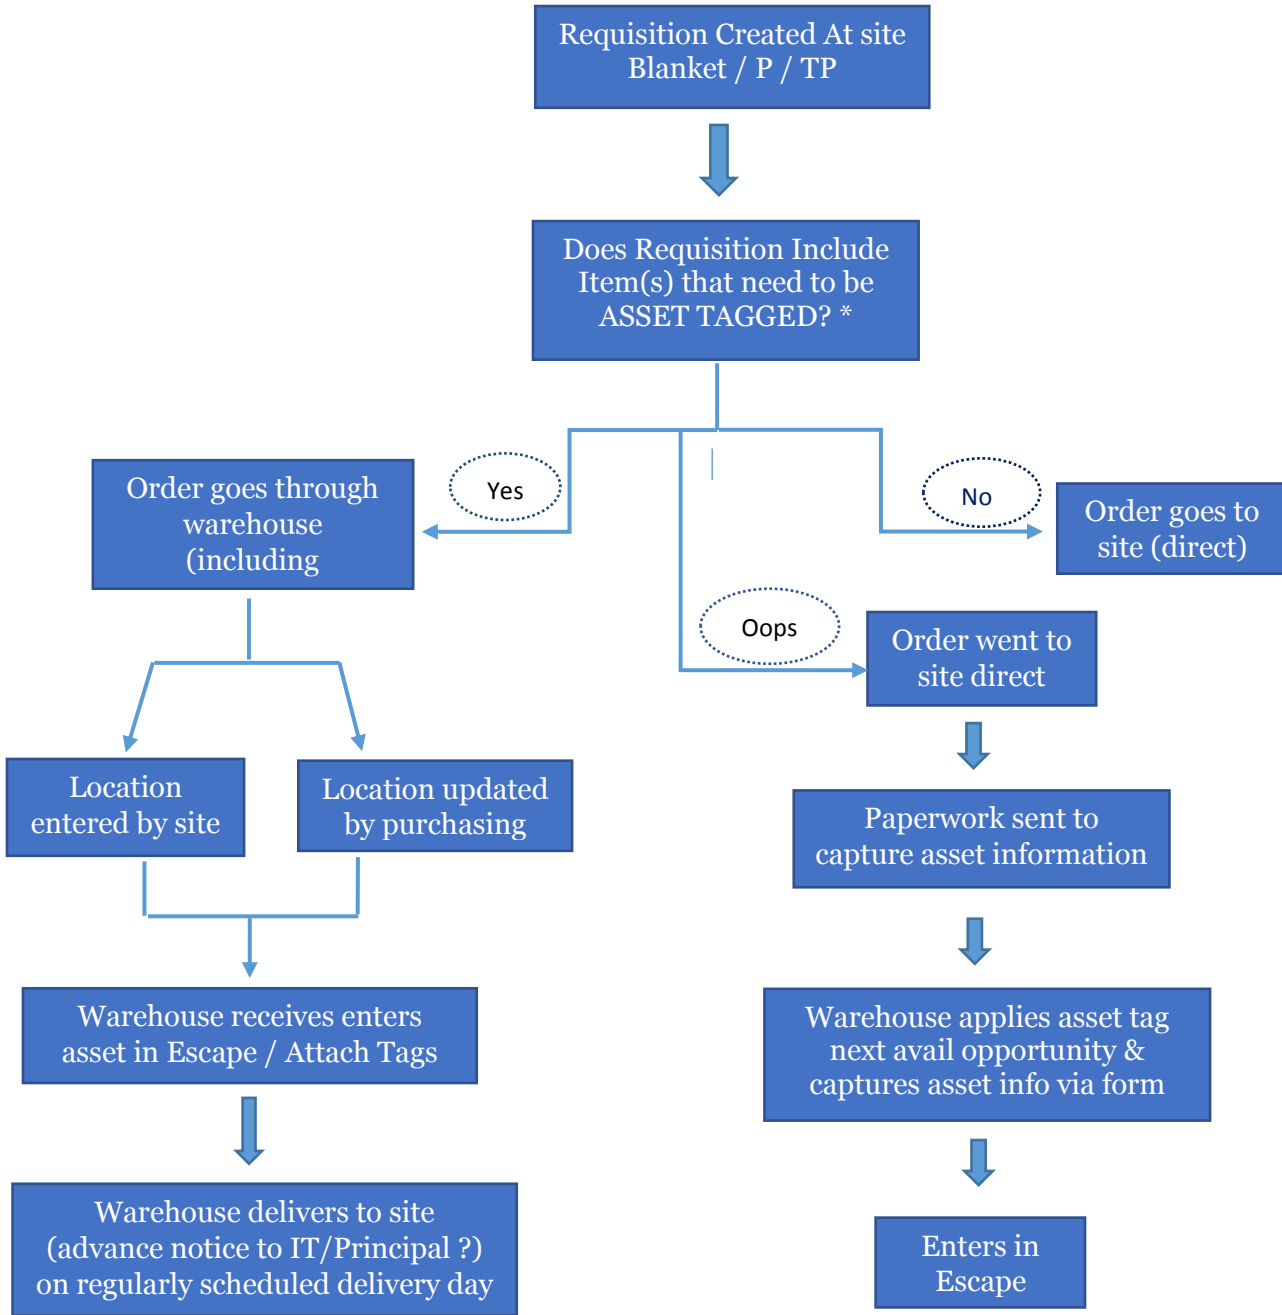 Requisition Created At site
Blanket / P / TP
Does Requisition Include
Item(s) that need to be
ASSET TAGGED? *
Yes
No
Oops
Order goes through
warehouse
(including
Order goes to
site (direct)
Order went to
site direct
Location
entered by site
Location updated
by purchasing
Paperwork sent to
capture asset information
Warehouse receives enters
asset in Escape / Attach Tags
Warehouse applies asset tag
next avail opportunity &
captures asset info via form
Warehouse delivers to site
(advance notice to IT/Principal ?)
on regularly scheduled delivery day
Enters in
Escape